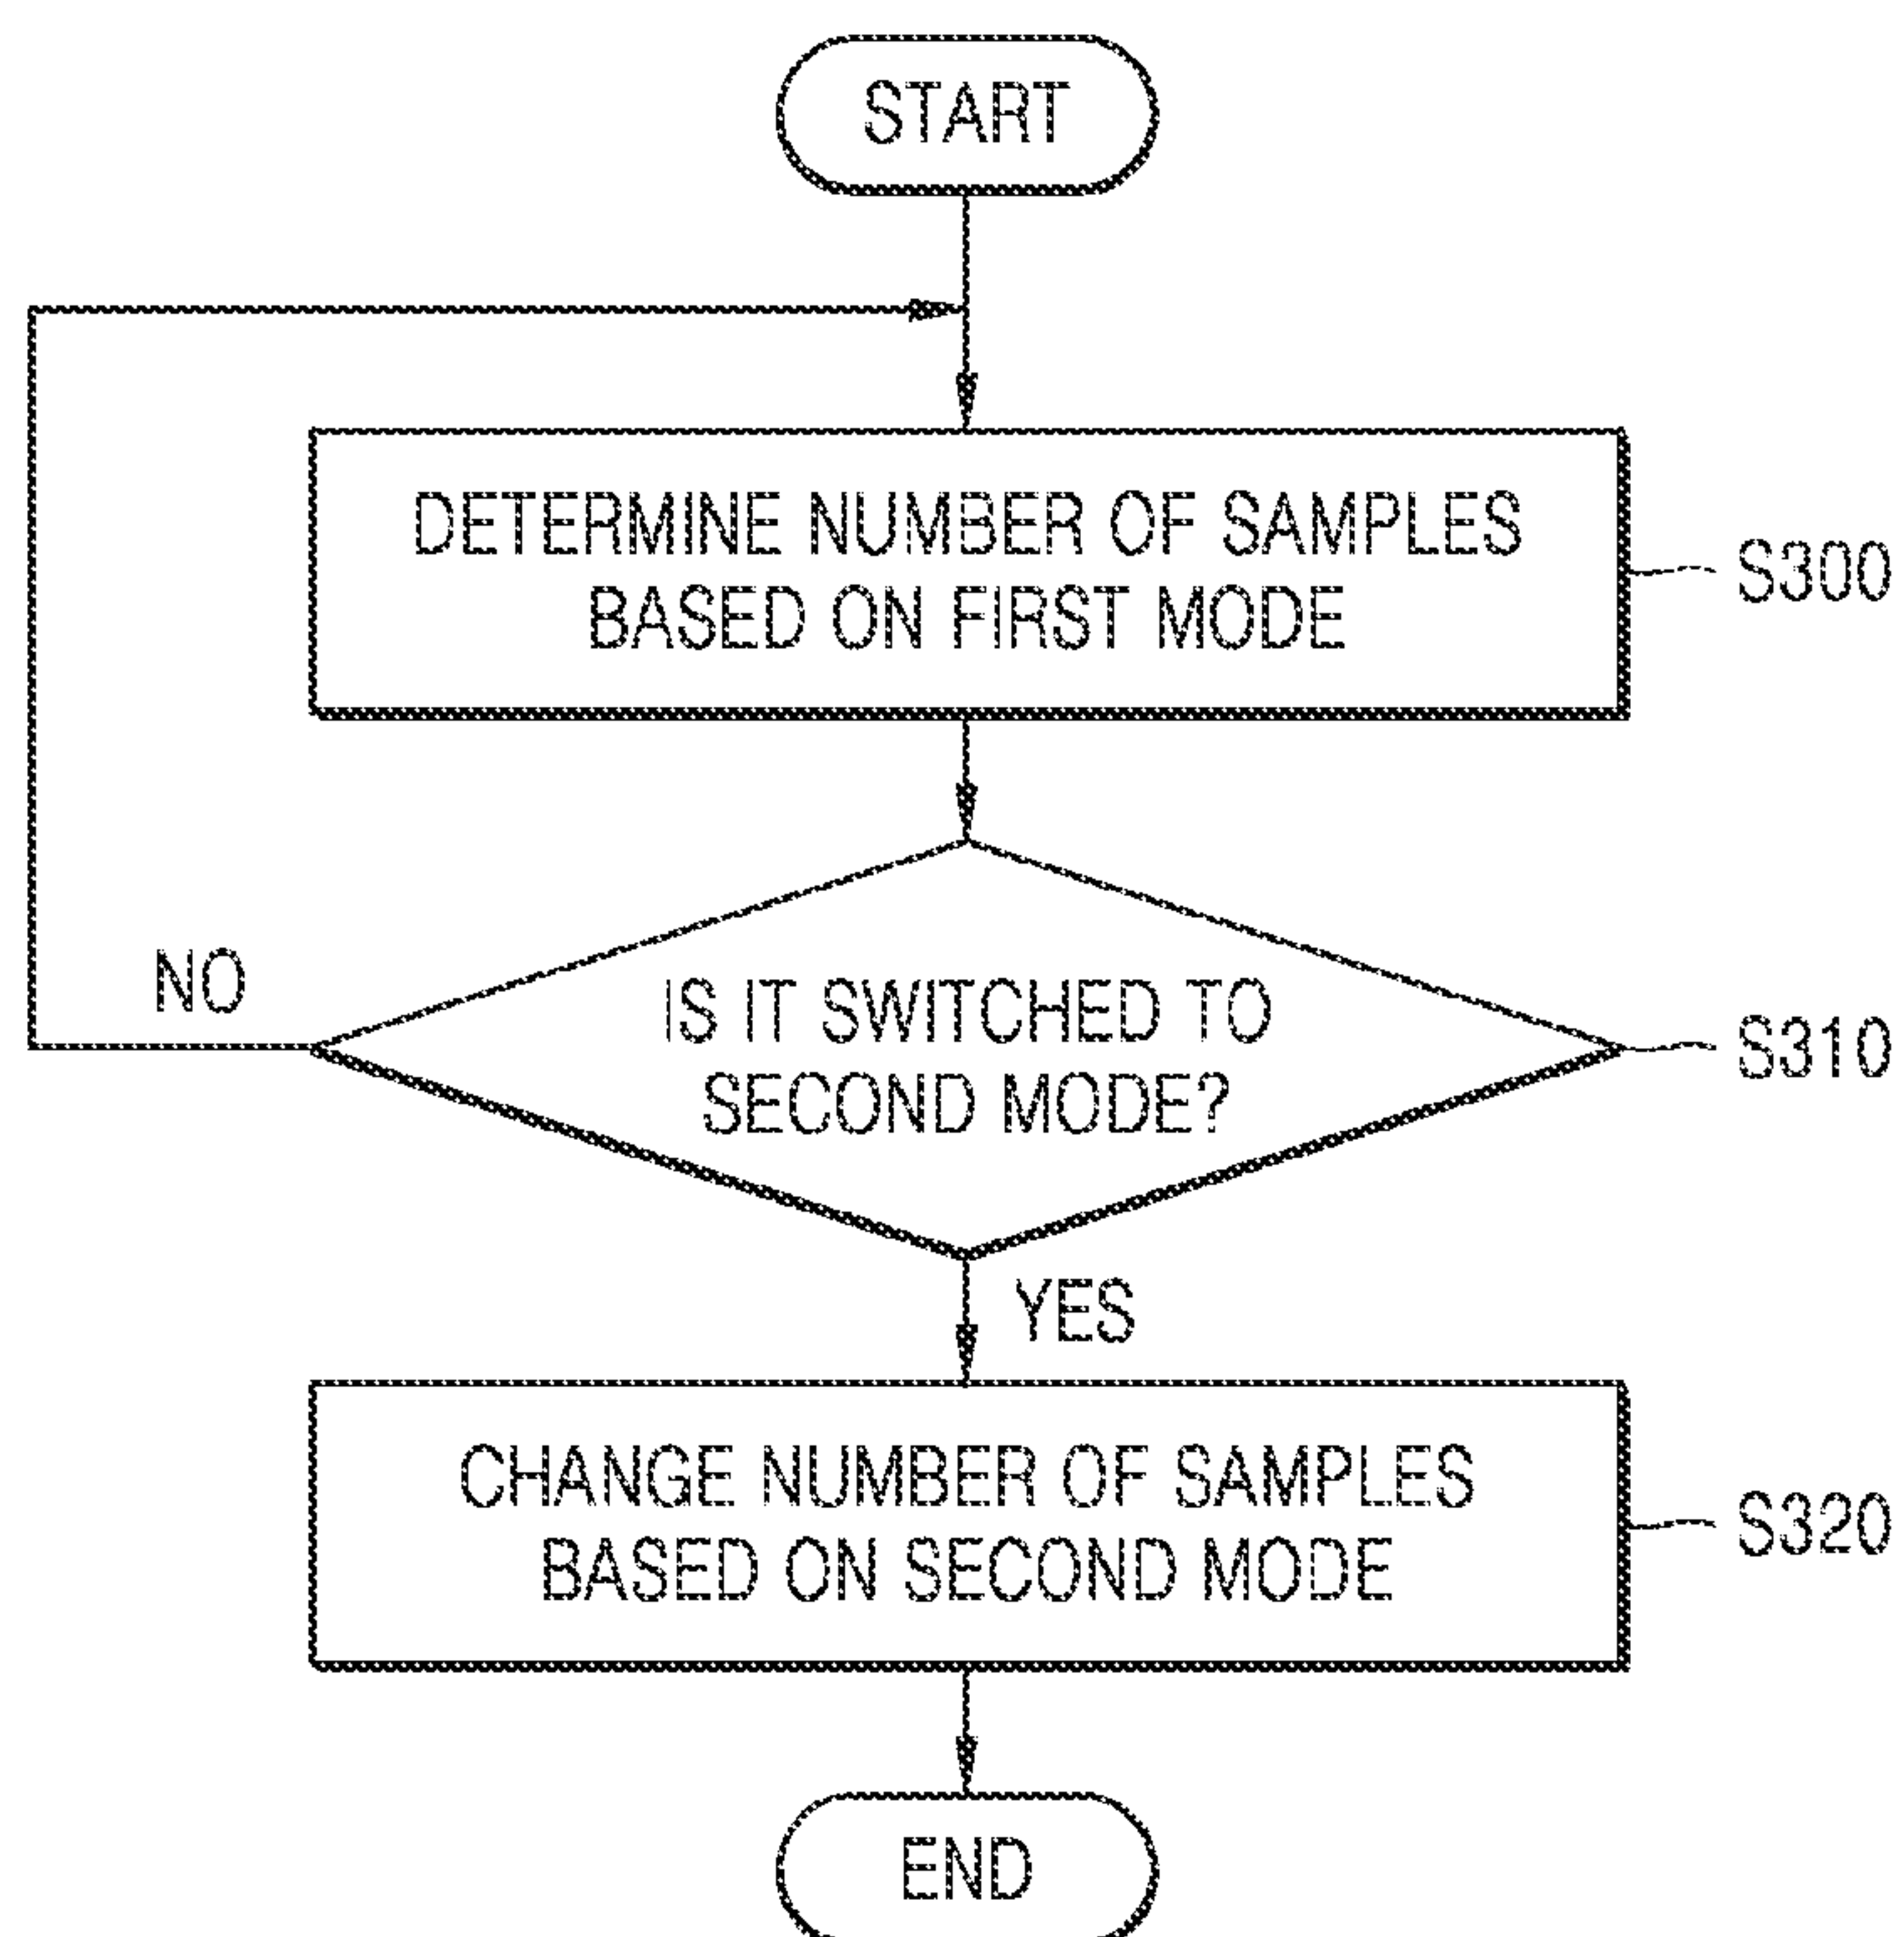 START
DETERMINE NUMBER OF SAMPLES
BASED ON FIRST MODE
S300
NO
IS IT SWITCHED TO
SECOND MODE?
S310
YES
CHANGE NUMBER OF SAMPLES
BASED ON SECOND MODE
S320
END